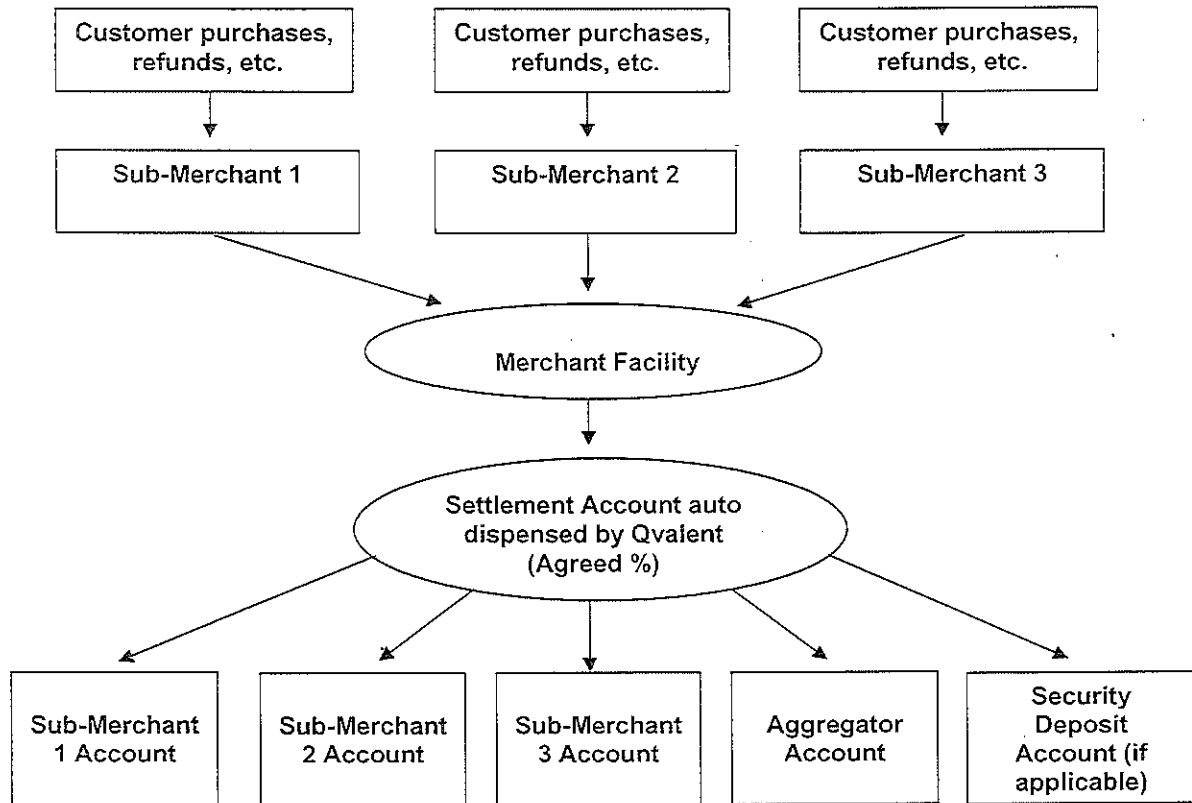 Customer purchases,
refunds, etc.
Customer purchases,
refunds, etc.
Customer purchases,
refunds, etc.
Sub-Merchant 1
Sub-Merchant 2
Sub-Merchant 3
Merchant Facility
Settlement Account auto
dispensed by Qvalent
(Agreed %)
Sub-Merchant
1 Account
Sub-Merchant
2 Account
Sub-Merchant
3 Account
Aggregator
Account
Security
Deposit
Account (if
applicable)